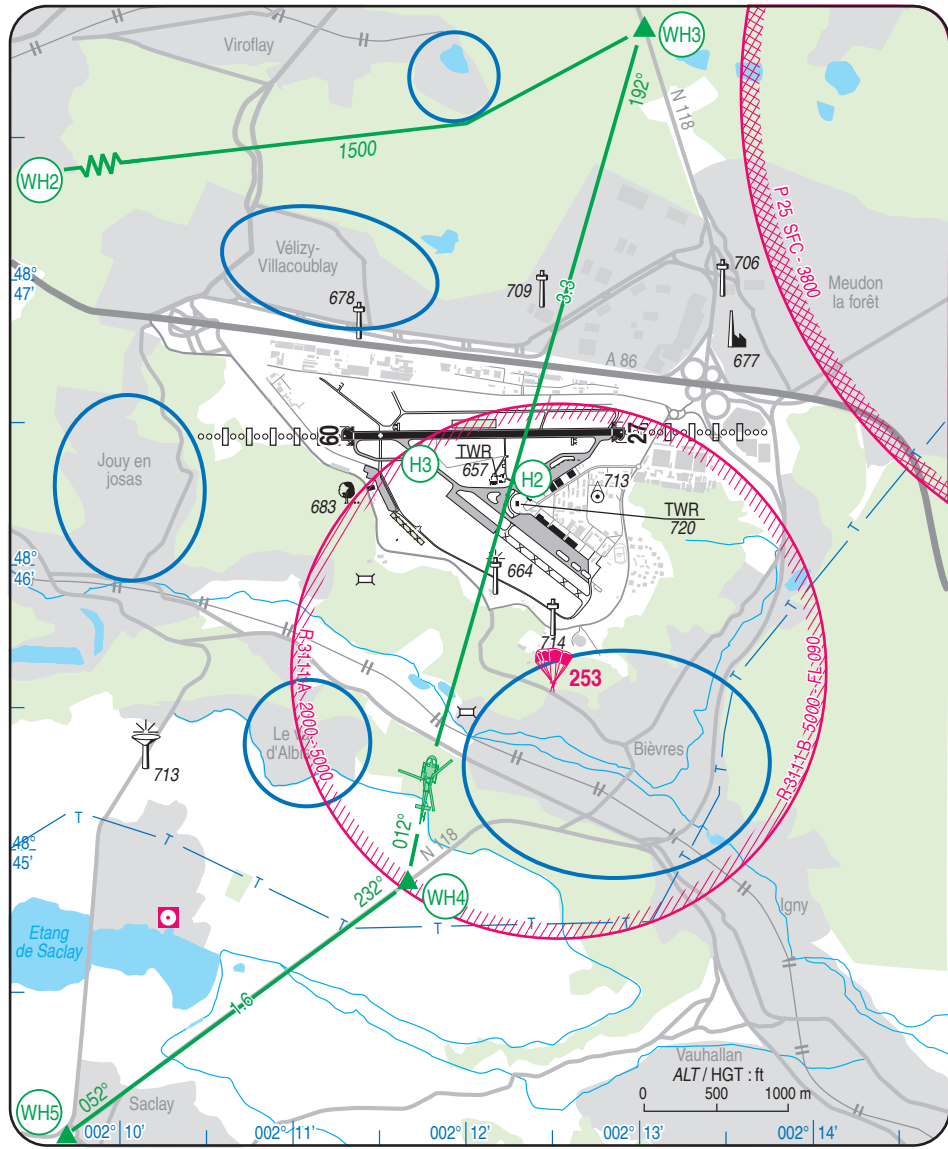 Viroflay
WH3
192°
N 118
1500
WH2
P 25 SFC - 3800
Vélizy-
Villacoublay
48°
47'
678
709
3.3
706
Meudon
la forêt
677
A 86
09
27
TWR
657
H3
H2
713
Jouy en
josas
683
TWR
720
48°
46'
664
714
253
R 3111 A 2000 - 5000
R 3111 B 5000 - FL 090
Le
d'Alb
Bièvres
713
T
T
T
012°
N 118
48°
45'
T
T
T
232°
WH4
T
T
T
T
Igny
Etang
de Saclay
1.6
Vauhallan
ALT / HGT : ft
0 500 1000 m
052°
WH5
Saclay
002° 10'
002° 11'
002° 12'
002° 13'
002° 14'